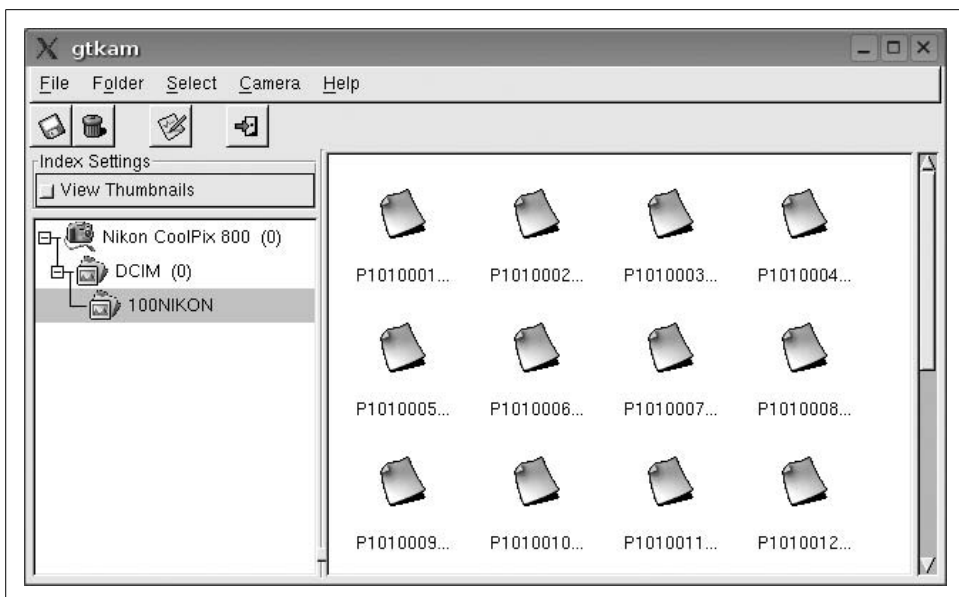 gtkam
File Folder Select Camera Help
Index Settings
View Thumbnails
Nikon CoolPix 800 (0)
DCIM (0)
100NIKON
P1010001... P1010002... P1010003... P1010004...
P1010005... P1010006... P1010007... P1010008...
P1010009... P1010010... P1010011... P1010012...